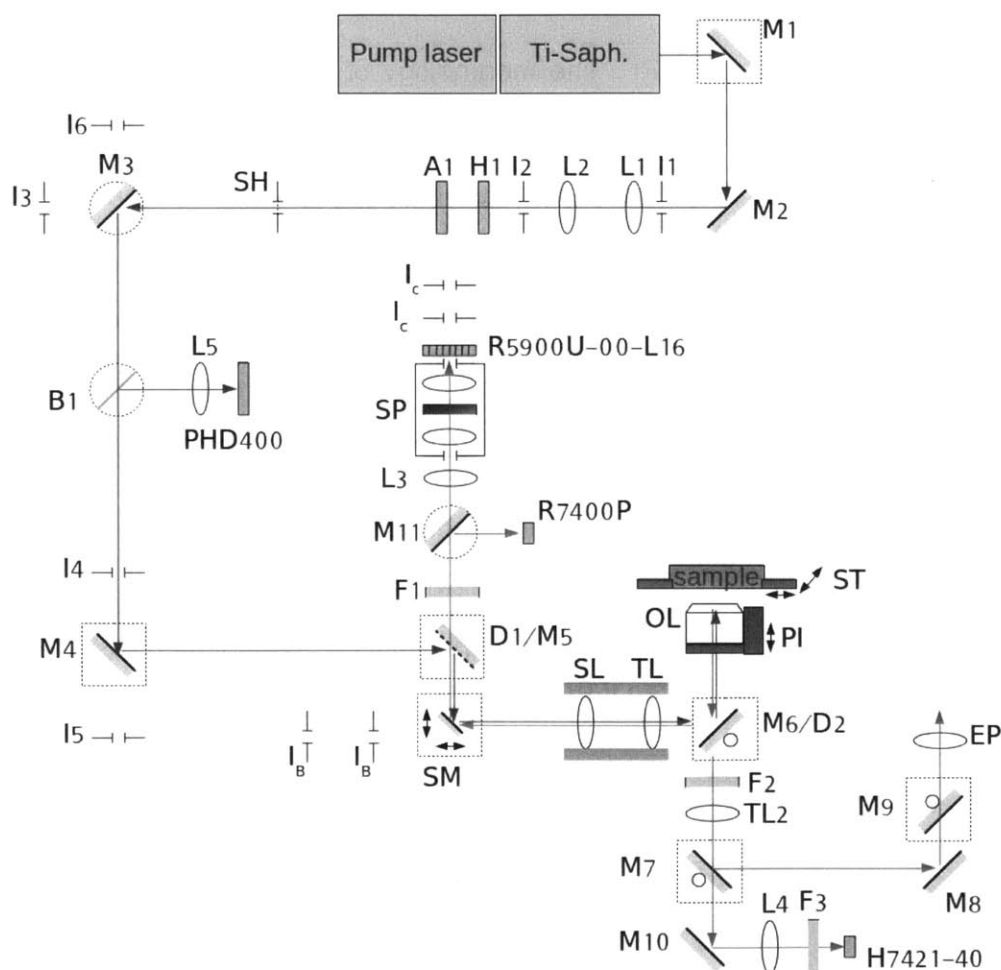 M1
Pump laser
Ti-Saph.
I6
M3
A1
H1
I2
L2
L1
I1
I3
SH
M2
Ic
Ic
R5900U-00-L16
L5
B1
SP
PHD400
L3
R7400P
M11
I4
F1
sample
ST
OL
M4
D1/M5
PI
SL
TL
M6/D2
I5
IB
IB
SM
EP
F2
M9
TL2
M7
L4
F3
M8
M10
H7421-40